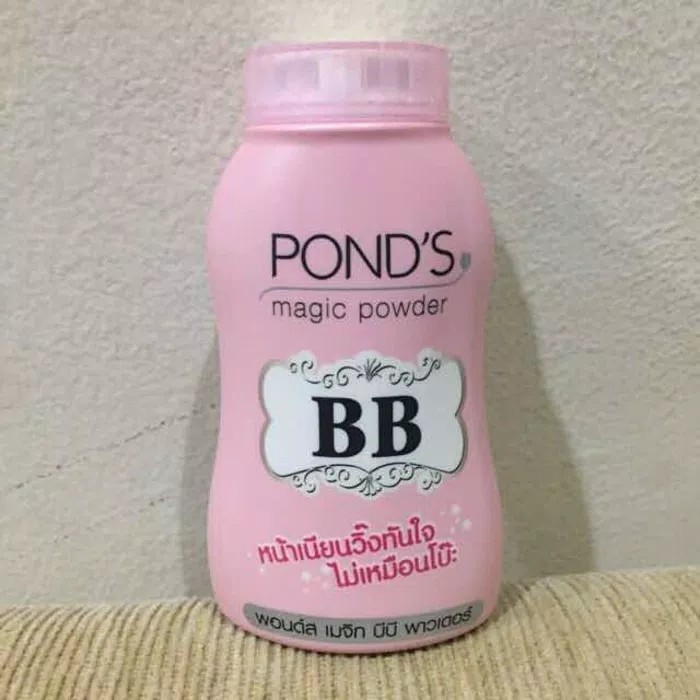 POND'S
magic powder
BB
หน้าเนียนวิ๊งทันใจ
ไม่เหมือนโบ๊ะ
พอนด์ส เมจิก บีบี พาวเดอร์